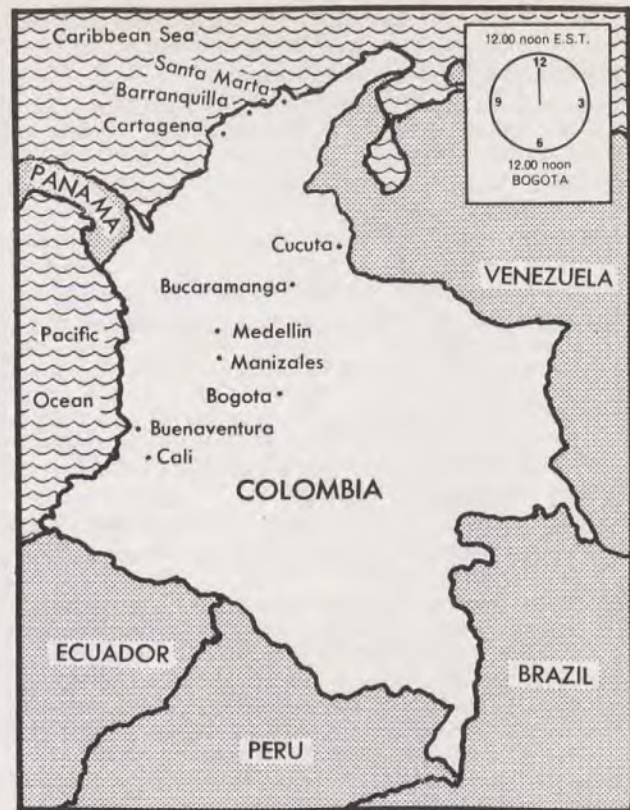 Caribbean Sea
Santa Marta
Barranquilla
Cartagena
PANAMA
12.00 noon E.S.T.
12
9
3
6
12.00 noon
BOGOTA
Cucuta
VENEZUELA
Bucaramanga
Pacific
Ocean
Medellin
Manizales
Bogota
Buenaventura
Cali
COLOMBIA
ECUADOR
BRAZIL
PERU